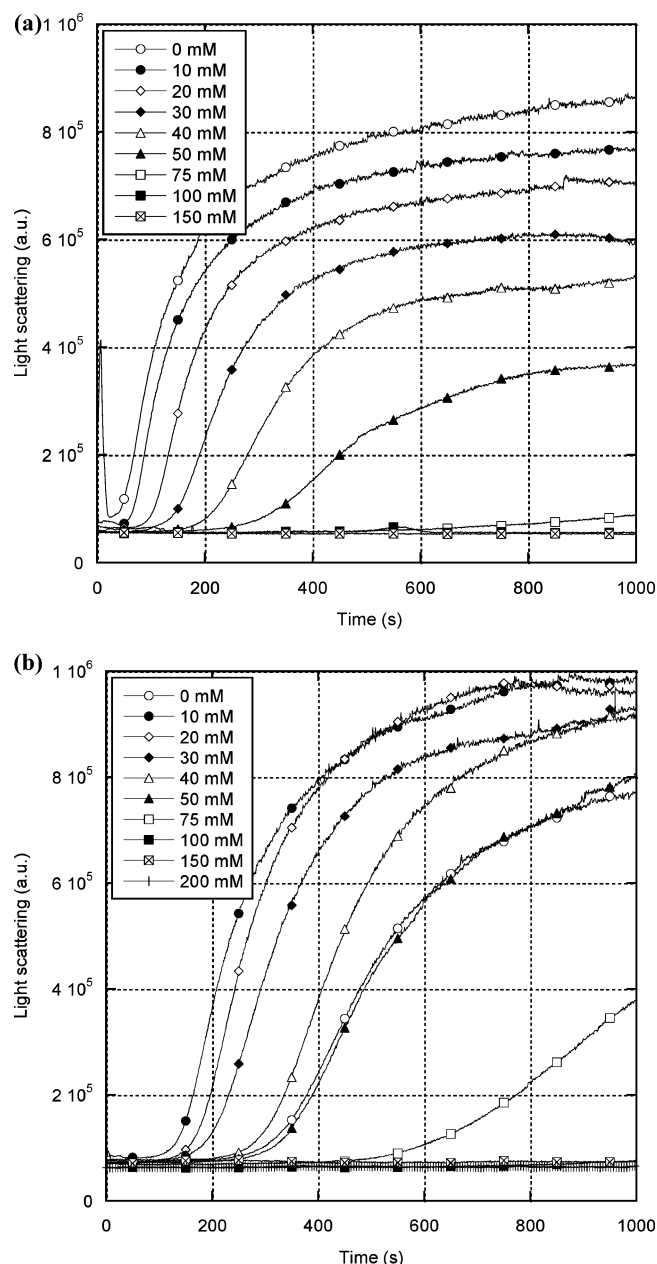 (a)
1 10⁶
8 10⁵
6 10⁵
4 10⁵
2 10⁵
0
Light scattering (a.u.)
0 mM
10 mM
20 mM
30 mM
40 mM
50 mM
75 mM
100 mM
150 mM
0 200 400 600 800 1000
Time (s)
(b)
1 10⁶
8 10⁵
6 10⁵
4 10⁵
2 10⁵
0
Light scattering (a.u.)
0 mM
10 mM
20 mM
30 mM
40 mM
50 mM
75 mM
100 mM
150 mM
200 mM
0 200 400 600 800 1000
Time (s)